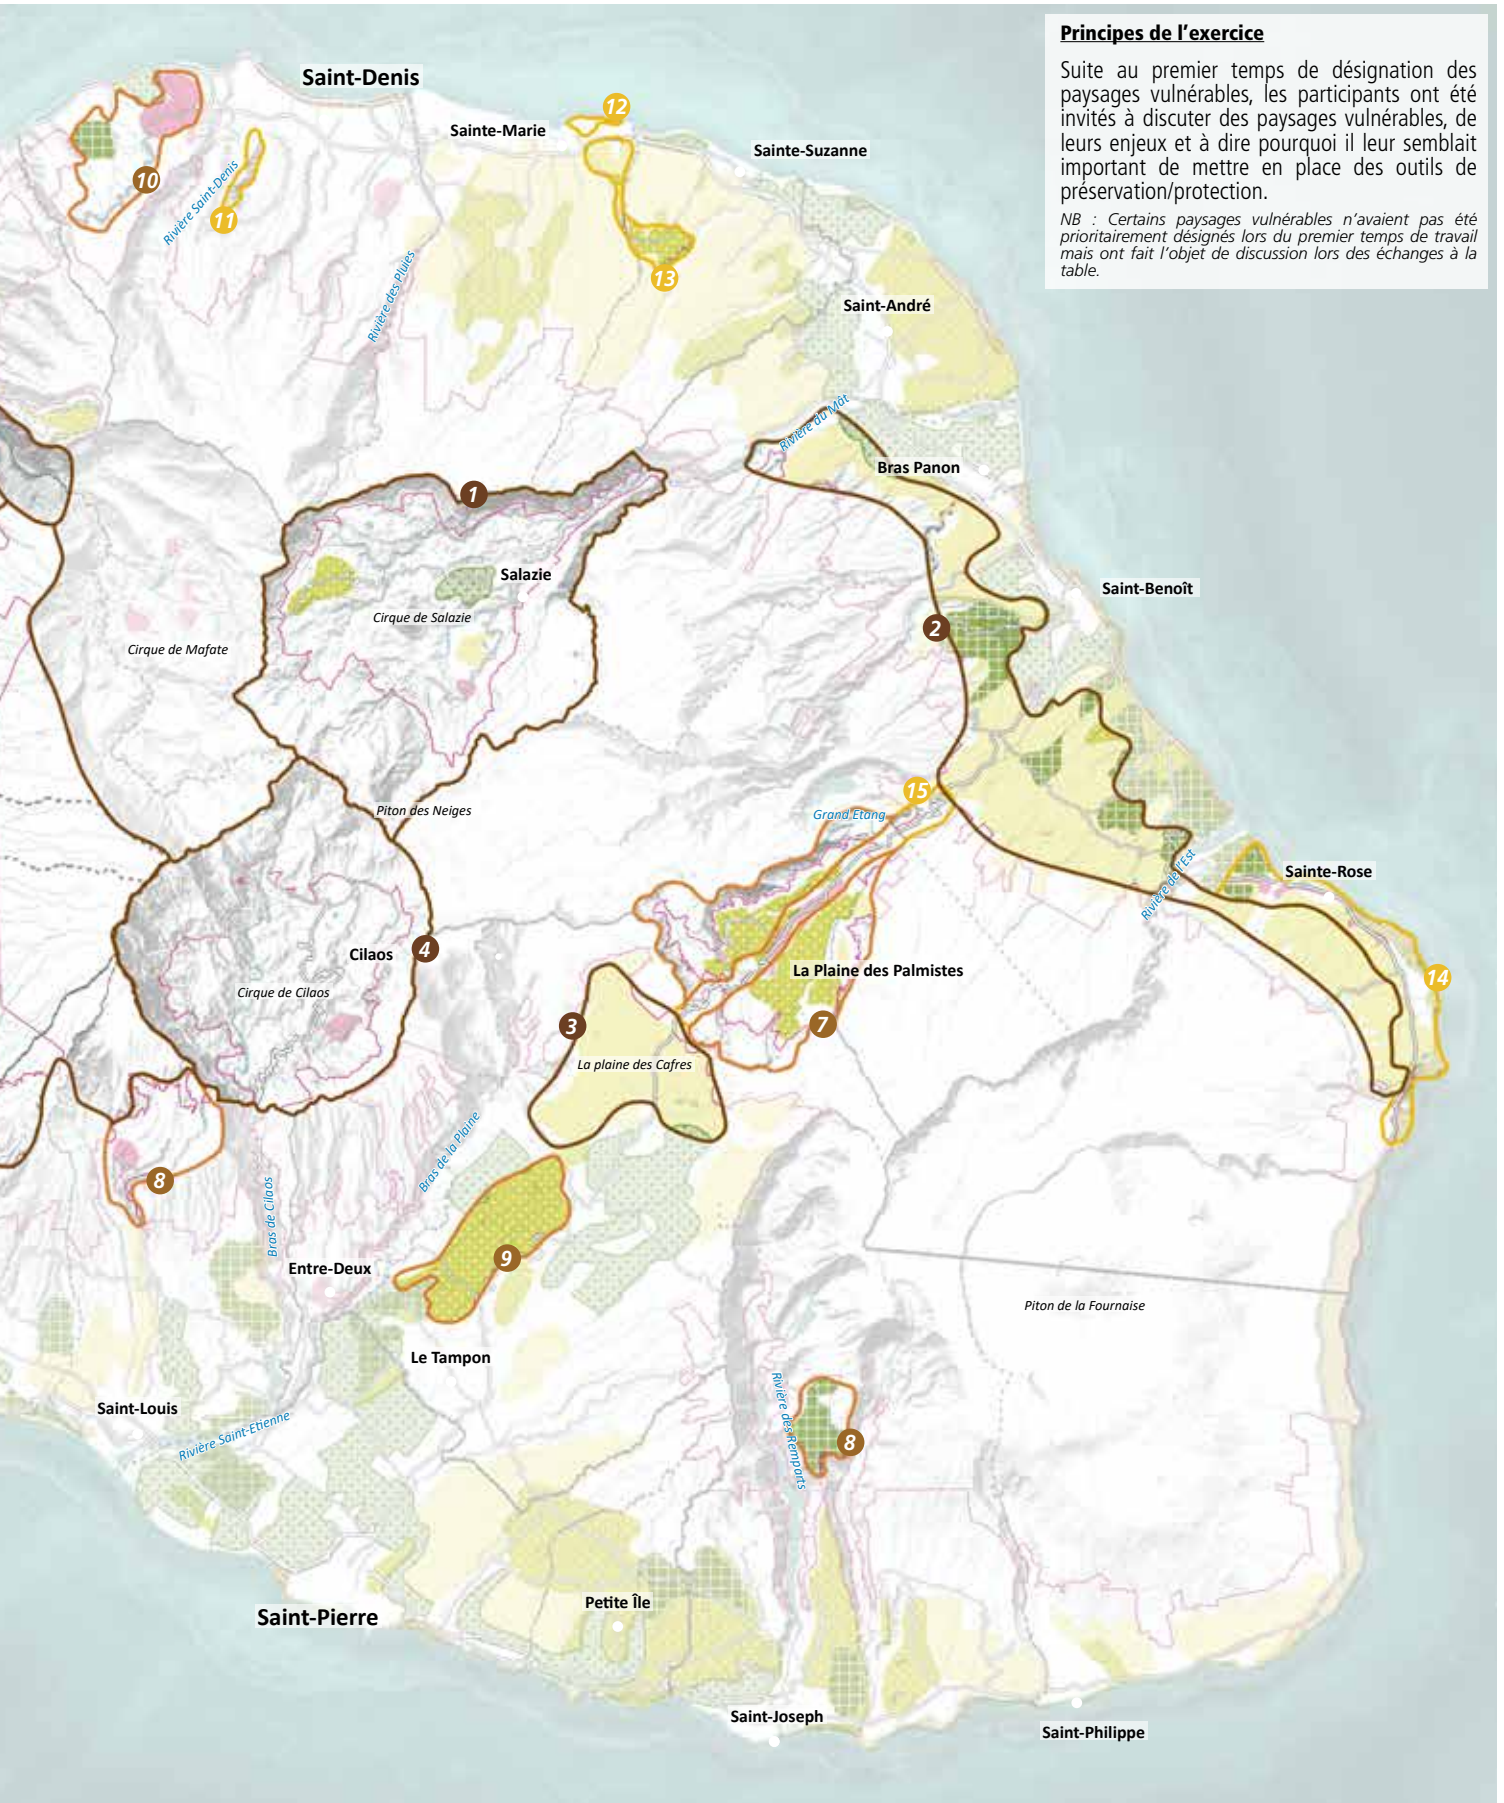 Principes de l'exercice
Suite au premier temps de désignation des
paysages vulnérables, les participants ont été
invités à discuter des paysages vulnérables, de
leurs enjeux et à dire pourquoi il leur semblait
important de mettre en place des outils de
préservation/protection.
NB : Certains paysages vulnérables n'avaient pas été
prioritairement désignés lors du premier temps de travail
mais ont fait l'objet de discussion lors des échanges à la
table.
Saint-Denis
12
Sainte-Marie
Sainte-Suzanne
10
Rivière Saint-Denis
11
13
Rivière des Pluies
Saint-André
Rivière du Mât
Bras Panon
1
Salazie
Saint-Benoît
Cirque de Salazie
2
Cirque de Mafate
15
Piton des Neiges
Grand Etang
Sainte-Rose
Rivière de l'Est
Cilaos
4
La Plaine des Palmistes
14
Cirque de Cilaos
3
7
La plaine des Cafres
Bras de la Plaine
8
Bras de Cilaos
9
Entre-Deux
Piton de la Fournaise
Le Tampon
Saint-Louis
Rivière Saint-Etienne
Rivière des Remparts
8
Petite Île
Saint-Pierre
Saint-Joseph
Saint-Philippe